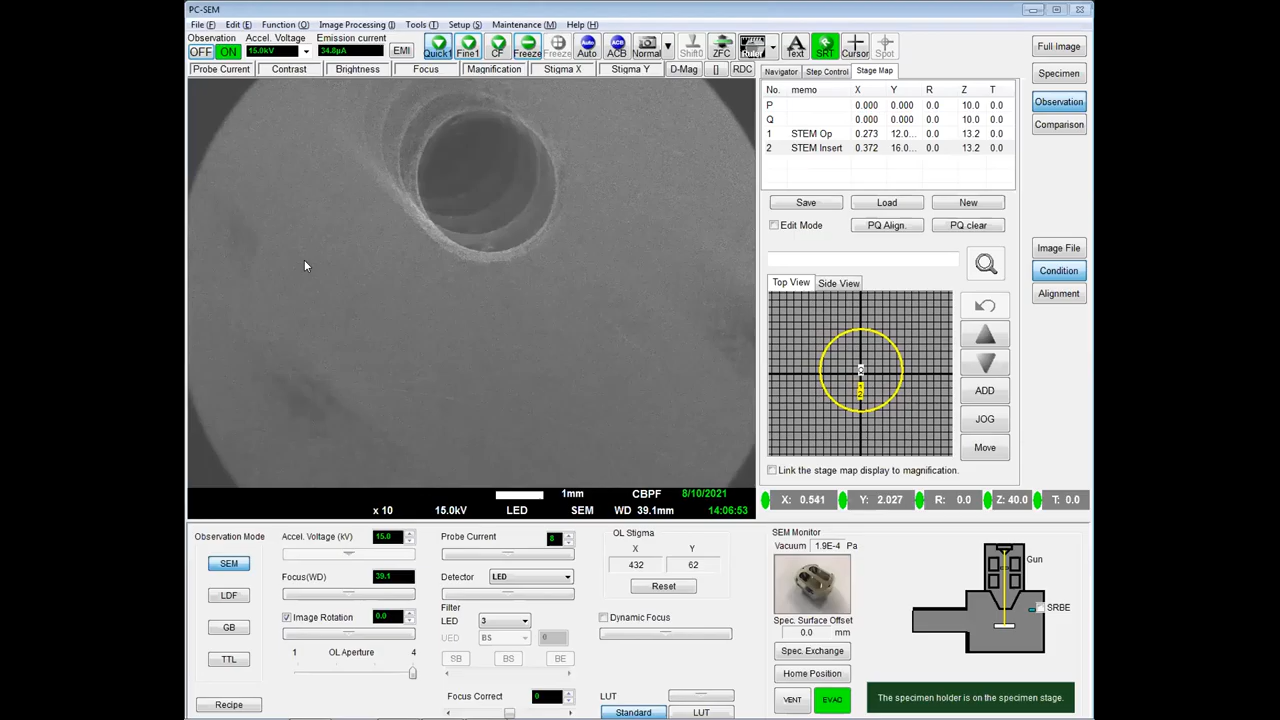 PC-SEM
File (F) Edit (E) Function (O) Image Processing (I) Tools (T) Setup (S) Maintenance (M) Help (H)
Observation Accel. Voltage Emission current
OFF ON 15.0kV 34.8µA EMI Quick1 Fine1 CF Freeze Freeze Auto ACB Normal Shift0 ZFC Ruler Text SRT Cursor Spot
Auto ACB
Probe Current Contrast Brightness Focus Magnification Stigma X Stigma Y D-Mag [] RDC
Navigator Step Control Stage Map
No. memo X Y R Z T
P 0.000 0.000 0.0 10.0 0.0
Q 0.000 0.000 0.0 10.0 0.0
1 STEM Op 0.273 12.0... 0.0 13.2 0.0
2 STEM Insert 0.372 16.0... 0.0 13.2 0.0
Save Load New
Edit Mode PQ Align. PQ clear
Top View Side View
ADD
JOG
Move
Link the stage map display to magnification.
X: 0.541 Y: 2.027 R: 0.0 Z: 40.0 T: 0.0
Full Image
Specimen
Observation
Comparison
Image File
Condition
Alignment
1mm CBPF 8/10/2021
x 10 15.0kV LED SEM WD 39.1mm 14:06:53
Observation Mode
SEM
LDF
GB
TTL
Recipe
Accel. Voltage (kV) 15.0
Focus(WD) 39.1
Image Rotation 0.0
1 OL Aperture 4
Probe Current 8
Detector LED
Filter
LED 3
UED BS 0
SB BS BE
Focus Correct 0
OL Stigma
X Y
432 62
Reset
Dynamic Focus
LUT
Standard LUT
SEM Monitor
Vacuum 1.9E-4 Pa
Spec. Surface Offset
0.0 mm
Spec. Exchange
Home Position
VENT EVAC
Gun
SRBE
The specimen holder is on the specimen stage.